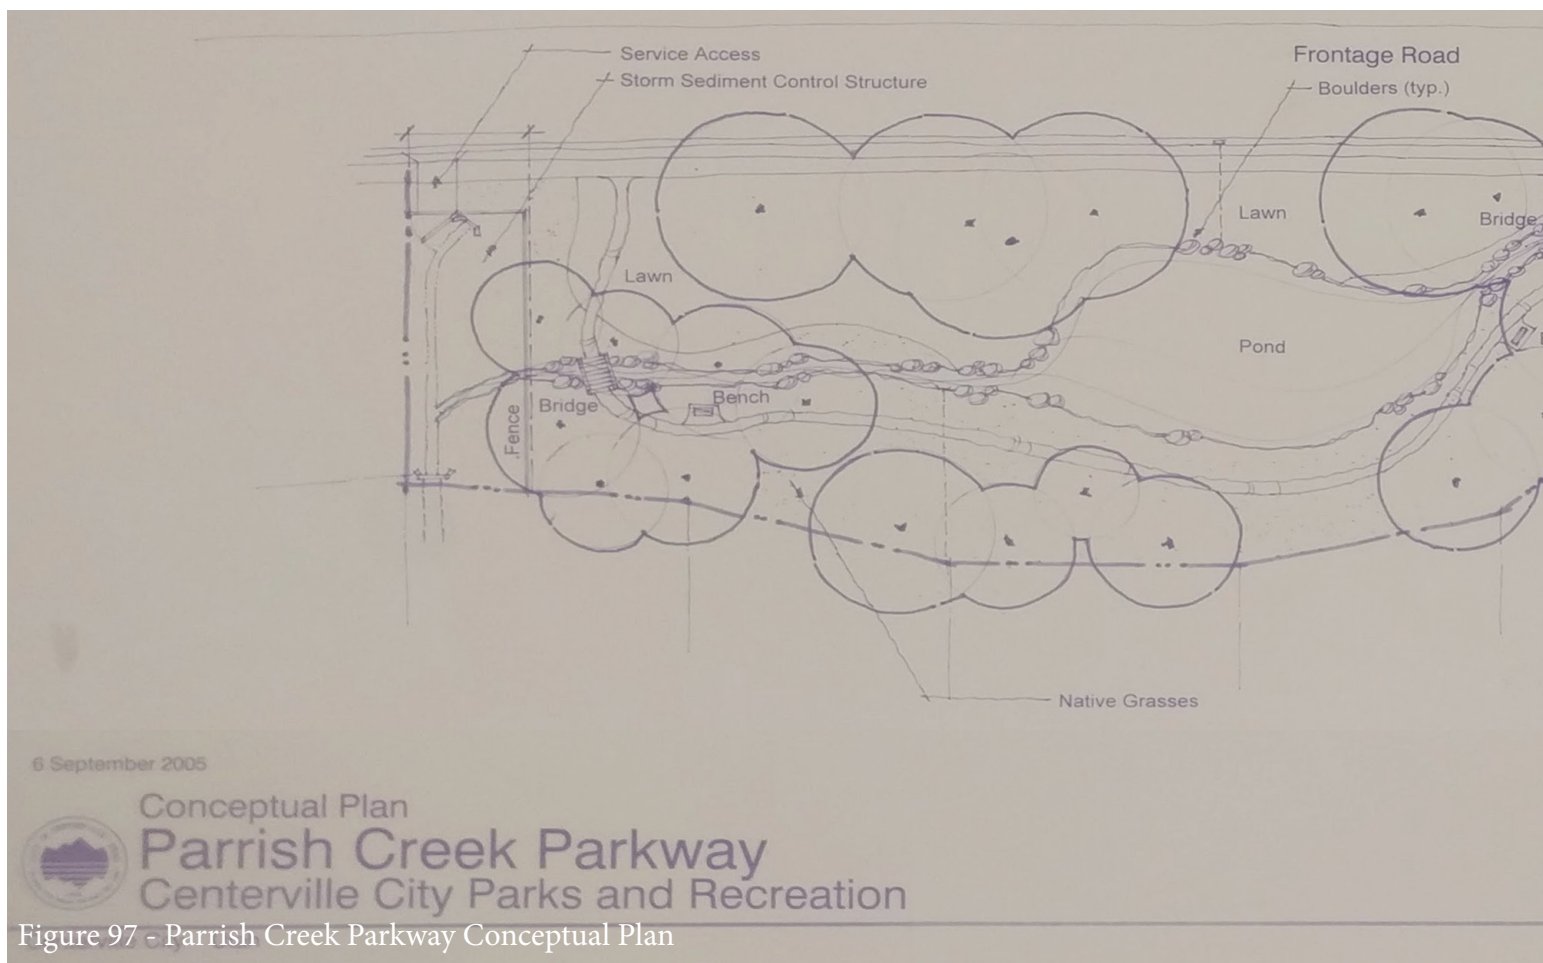 Service Access
Storm Sediment Control Structure
Frontage Road
Boulders (typ.)
Lawn
Bridge
Lawn
Pond
Bench
Bridge
Fence
Native Grasses
6 September 2005
Conceptual Plan
Parrish Creek Parkway
Centerville City Parks and Recreation
Figure 97 - Parrish Creek Parkway Conceptual Plan